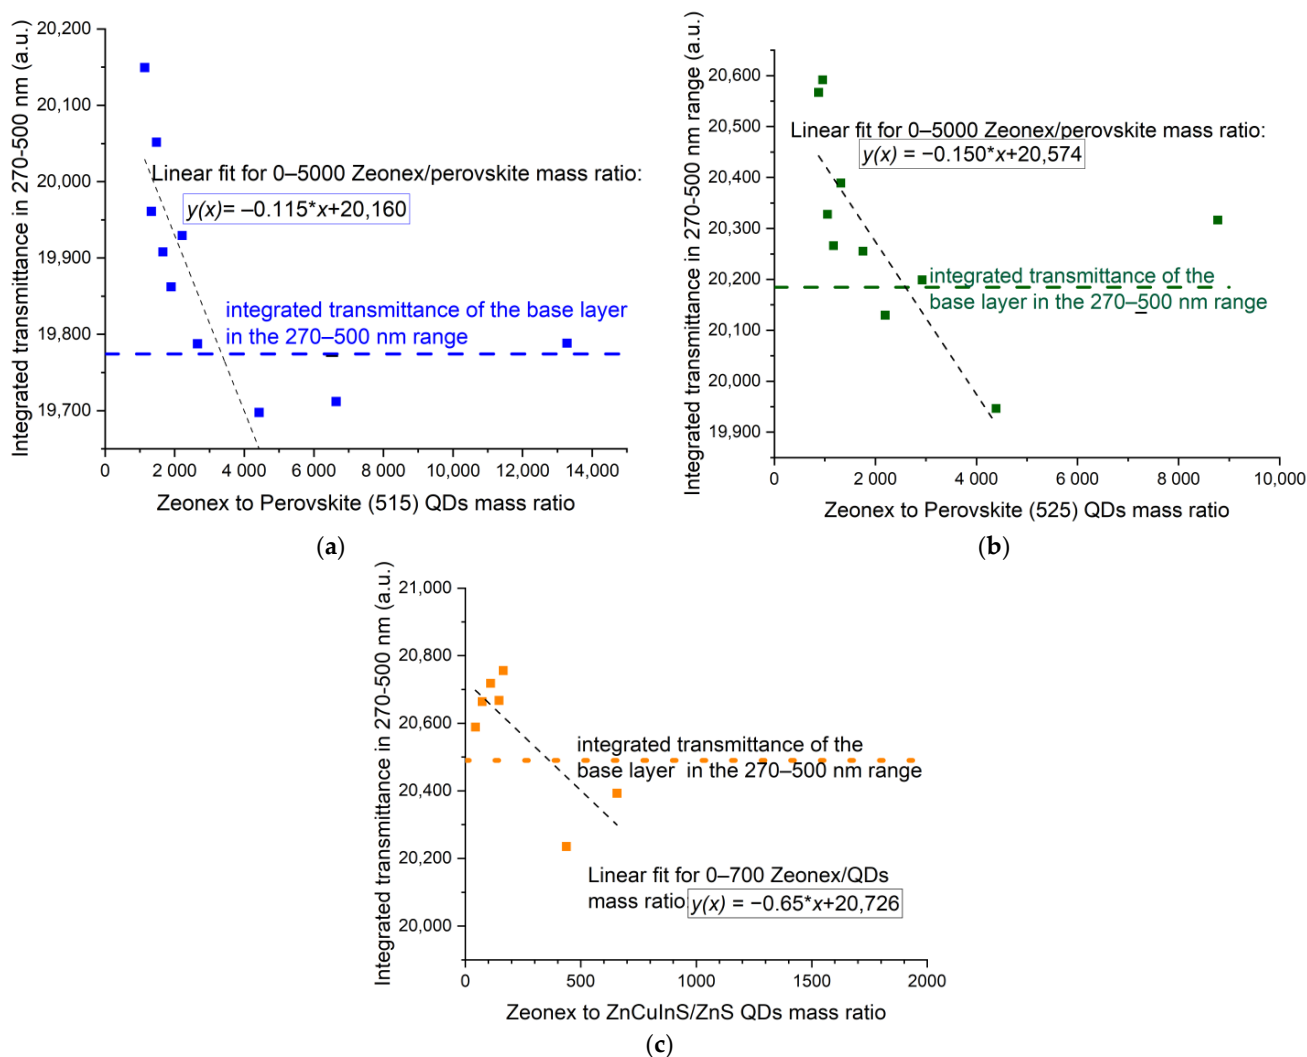 Integrated transmittance in 270-500 nm (a.u.)
20,200
20,100
20,000
19,900
19,800
19,700
Linear fit for 0–5000 Zeonex/perovskite mass ratio:
y(x)= –0.115*x+20,160
integrated transmittance of the base layer
in the 270–500 nm range
0 2 000 4 000 6 000 8 000 10,000 12,000 14,000
Zeonex to Perovskite (515) QDs mass ratio
(a)
Integrated transmittance in 270-500 nm range (a.u.)
20,600
20,500
20,400
20,300
20,200
20,100
20,000
19,900
Linear fit for 0–5000 Zeonex/perovskite mass ratio:
y(x) = −0.150*x+20,574
integrated transmittance of the
base layer in the 270–500 nm range
0 2 000 4 000 6 000 8 000 10,000
Zeonex to Perovskite (525) QDs mass ratio
(b)
Integrated transmittance in 270-500 nm (a.u.)
21,000
20,800
20,600
20,400
20,200
20,000
integrated transmittance of the
base layer in the 270–500 nm range
Linear fit for 0–700 Zeonex/QDs
mass ratio: y(x) = −0.65*x+20,726
0 500 1000 1500 2000
Zeonex to ZnCuInS/ZnS QDs mass ratio
(c)